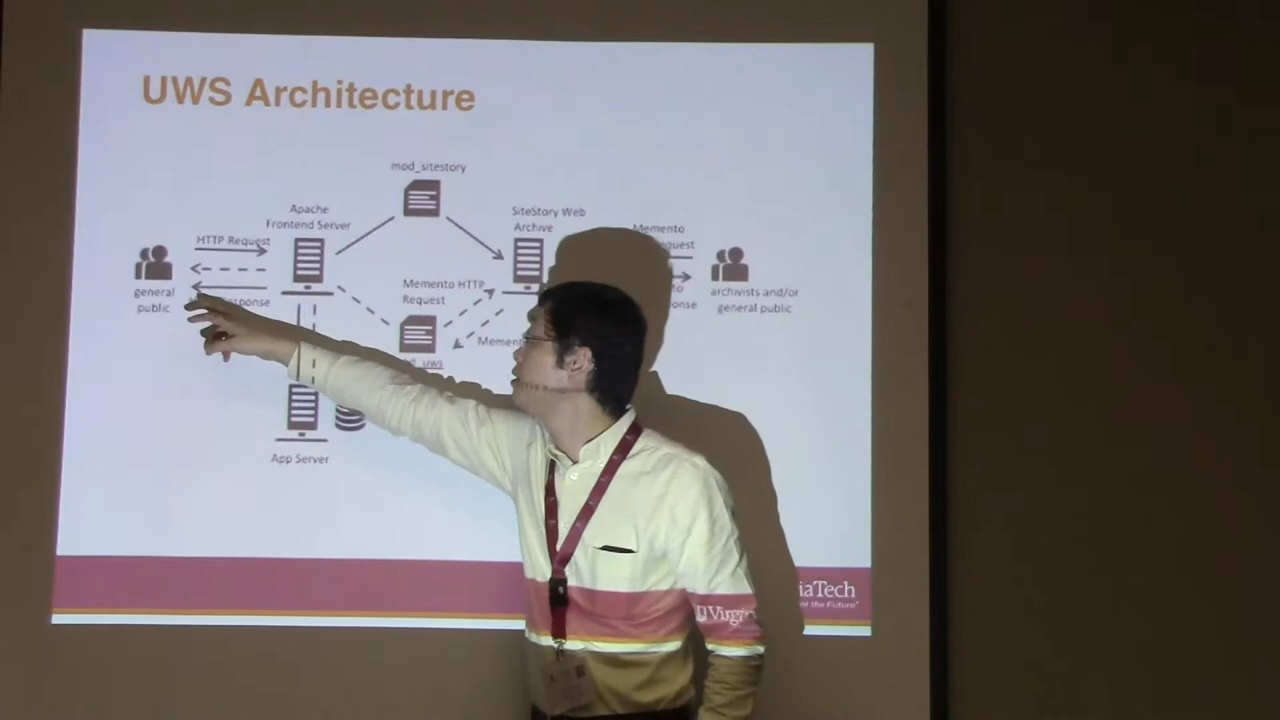 UWS Architecture
mod_sitestory
Apache
Frontend Server
SiteStory Web
Archive
HTTP Request
Memento
general
public
Memento HTTP
Request
archivists and/or
general public
App Server